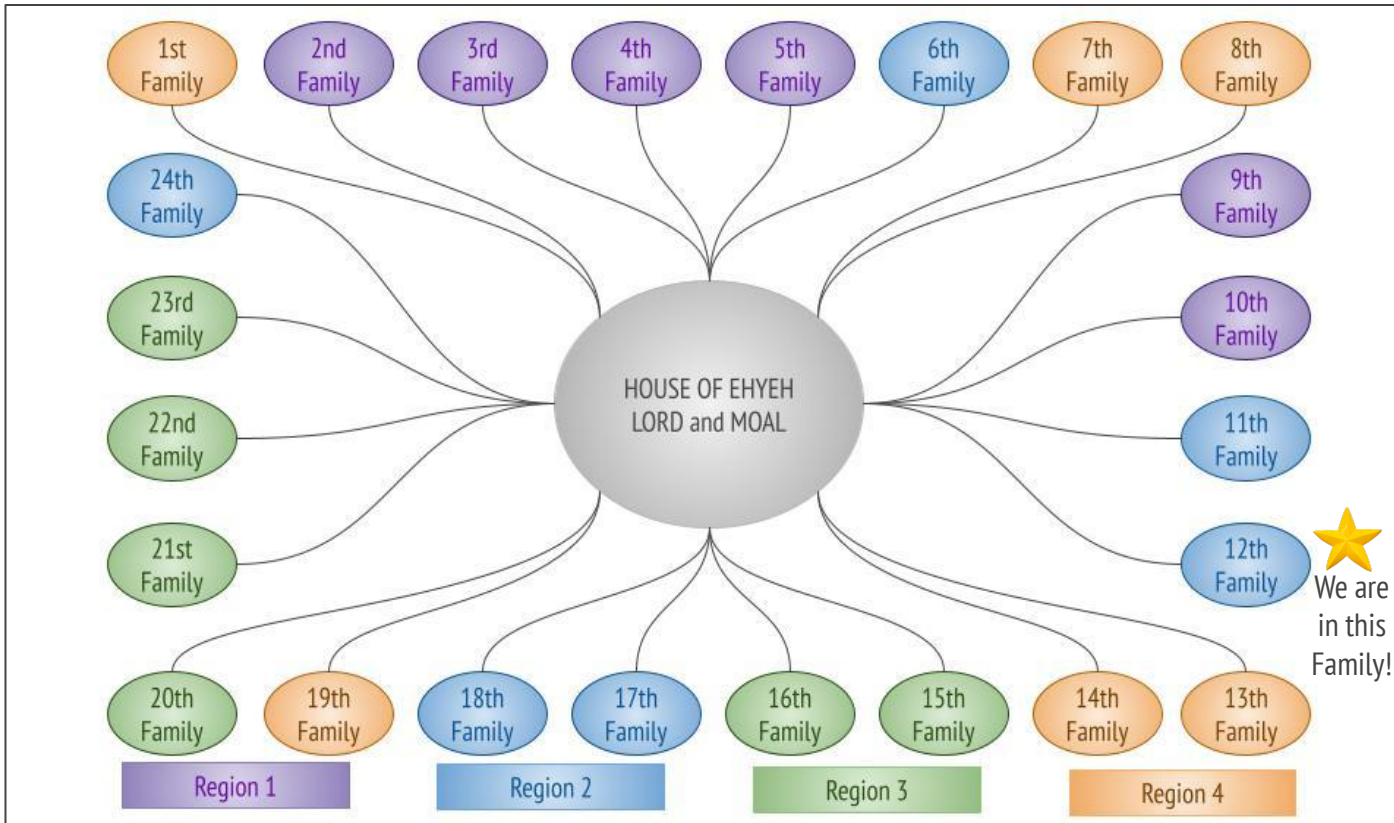 1st
Family
2nd
Family
3rd
Family
4th
Family
5th
Family
6th
Family
7th
Family
8th
Family
24th
Family
9th
Family
23rd
Family
10th
Family
HOUSE OF EHYEH
LORD and MOAL
22nd
Family
11th
Family
21st
Family
12th
Family
We are
in this
Family!
20th
Family
19th
Family
18th
Family
17th
Family
16th
Family
15th
Family
14th
Family
13th
Family
Region 1
Region 2
Region 3
Region 4